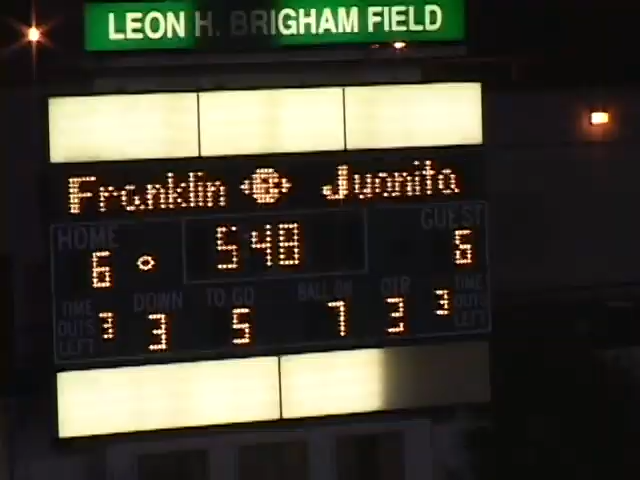 LEON H. BRIGHAM FIELD
Franklin Juanita
HOME 5 48 GUEST
6 6
TIME OUTS LEFT 3 DOWN 3 TO GO 5 BALL ON 7 QTR 3 3 TIME OUTS LEFT